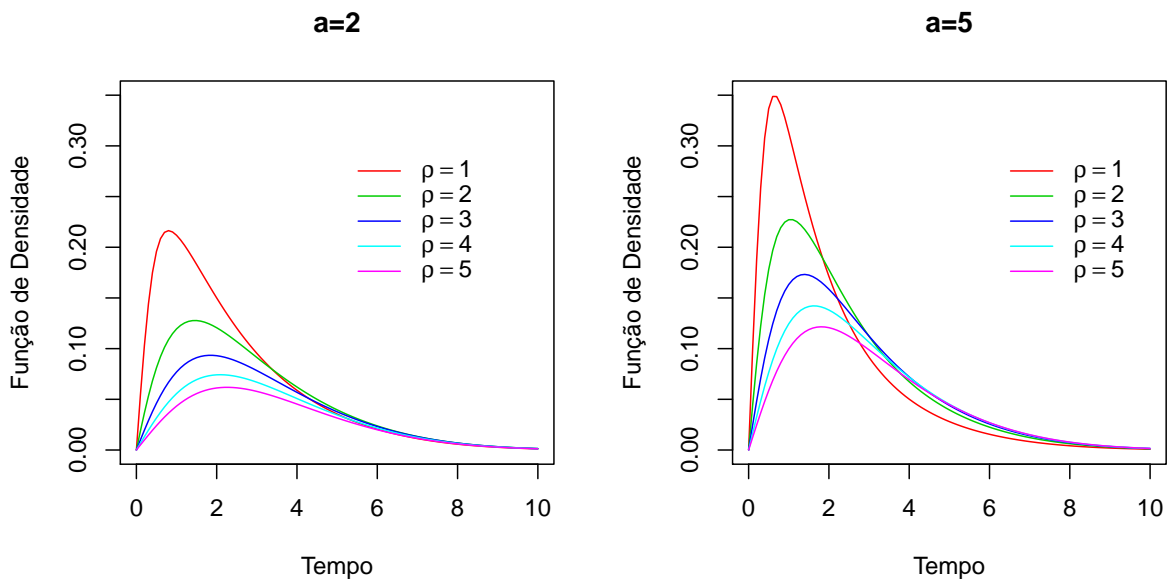 a=2
Função de Densidade
0.00 0.10 0.20 0.30
ρ = 1
ρ = 2
ρ = 3
ρ = 4
ρ = 5
0 2 4 6 8 10
Tempo
a=5
Função de Densidade
0.00 0.10 0.20 0.30
ρ = 1
ρ = 2
ρ = 3
ρ = 4
ρ = 5
0 2 4 6 8 10
Tempo